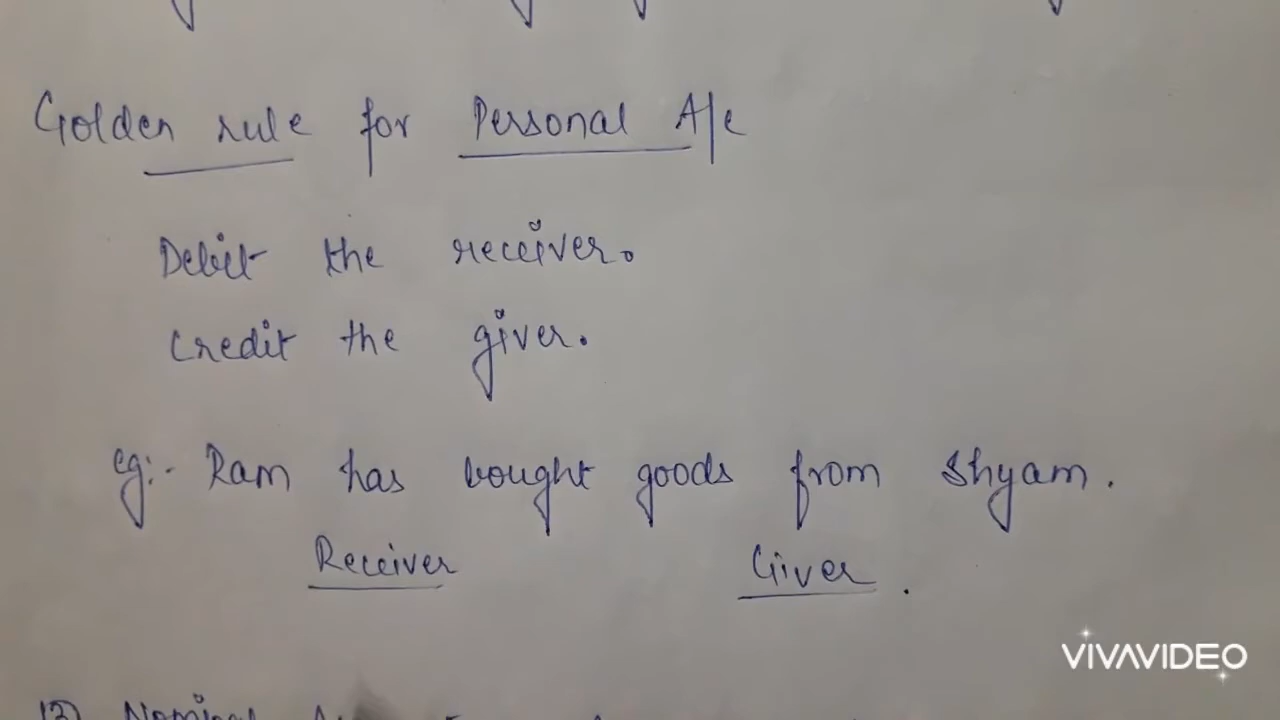 Golden rule for Personal A/c
Debit the receiver.
Credit the giver.
eg:- Ram has bought goods from Shyam.
Receiver Giver.
VIVAVIDEO